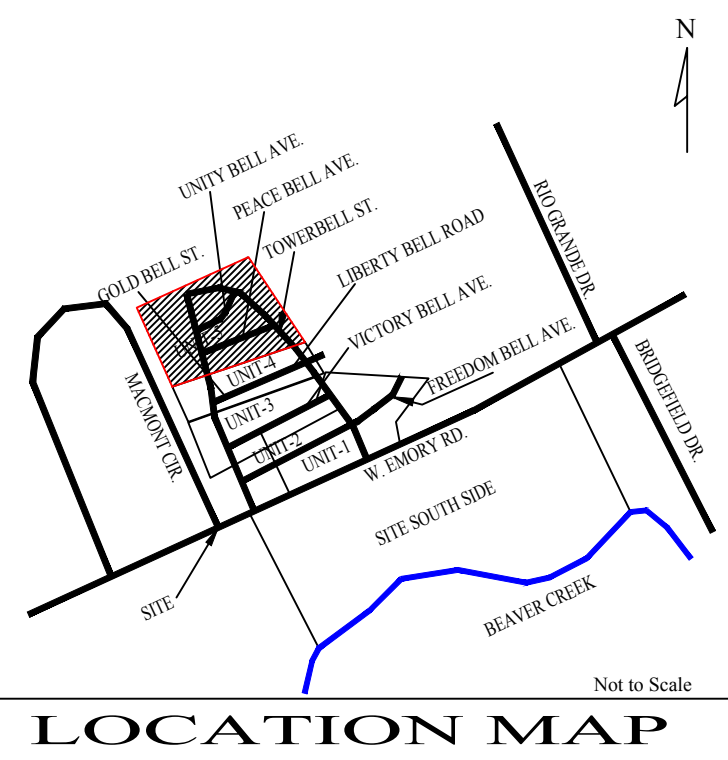 N
UNITY BELL AVE.
PEACE BELL AVE.
TOWERBELL ST.
GOLD BELL ST.
LIBERTY BELL ROAD
RIO GRANDE DR.
VICTORY BELL AVE.
FREEDOM BELL AVE.
BRIDGEFIELD DR.
MACMONT CIR.
UNIT-4
UNIT-3
UNIT-2
UNIT-1
W. EMORY RD.
SITE SOUTH SIDE
SITE
BEAVER CREEK
Not to Scale
LOCATION MAP